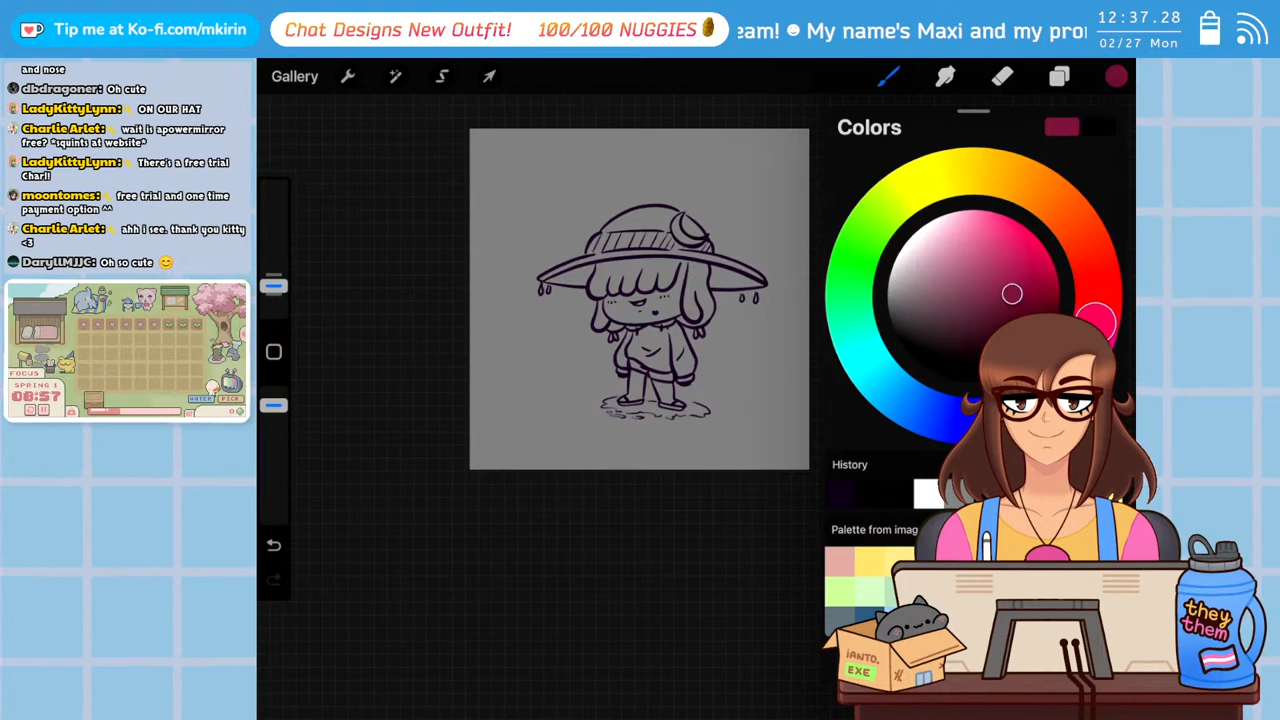 Tip me at Ko-fi.com/mkirin
Chat Designs New Outfit! 100/100 NUGGIES
eam! My name's Maxi and my pro
12:37.28
02/27 Mon
and nose
dbdragoner: Oh cute
LadyKittyLynn: ON OUR HAT
Charlie Arlet: wait is apowermirror
free? *squints at website*
LadyKittyLynn: There's a free trial
Charl!
moontomes: free trial and one time
payment option ^^
Charlie Arlet: ahh i see. thank you kitty
<3
DaryllMJJC: Oh so cute
FOCUS
SPRING 1
08:57
WATER
PICK
0
Gallery
Colors
History
Palette from imag
iANTO.
EXE
they
them